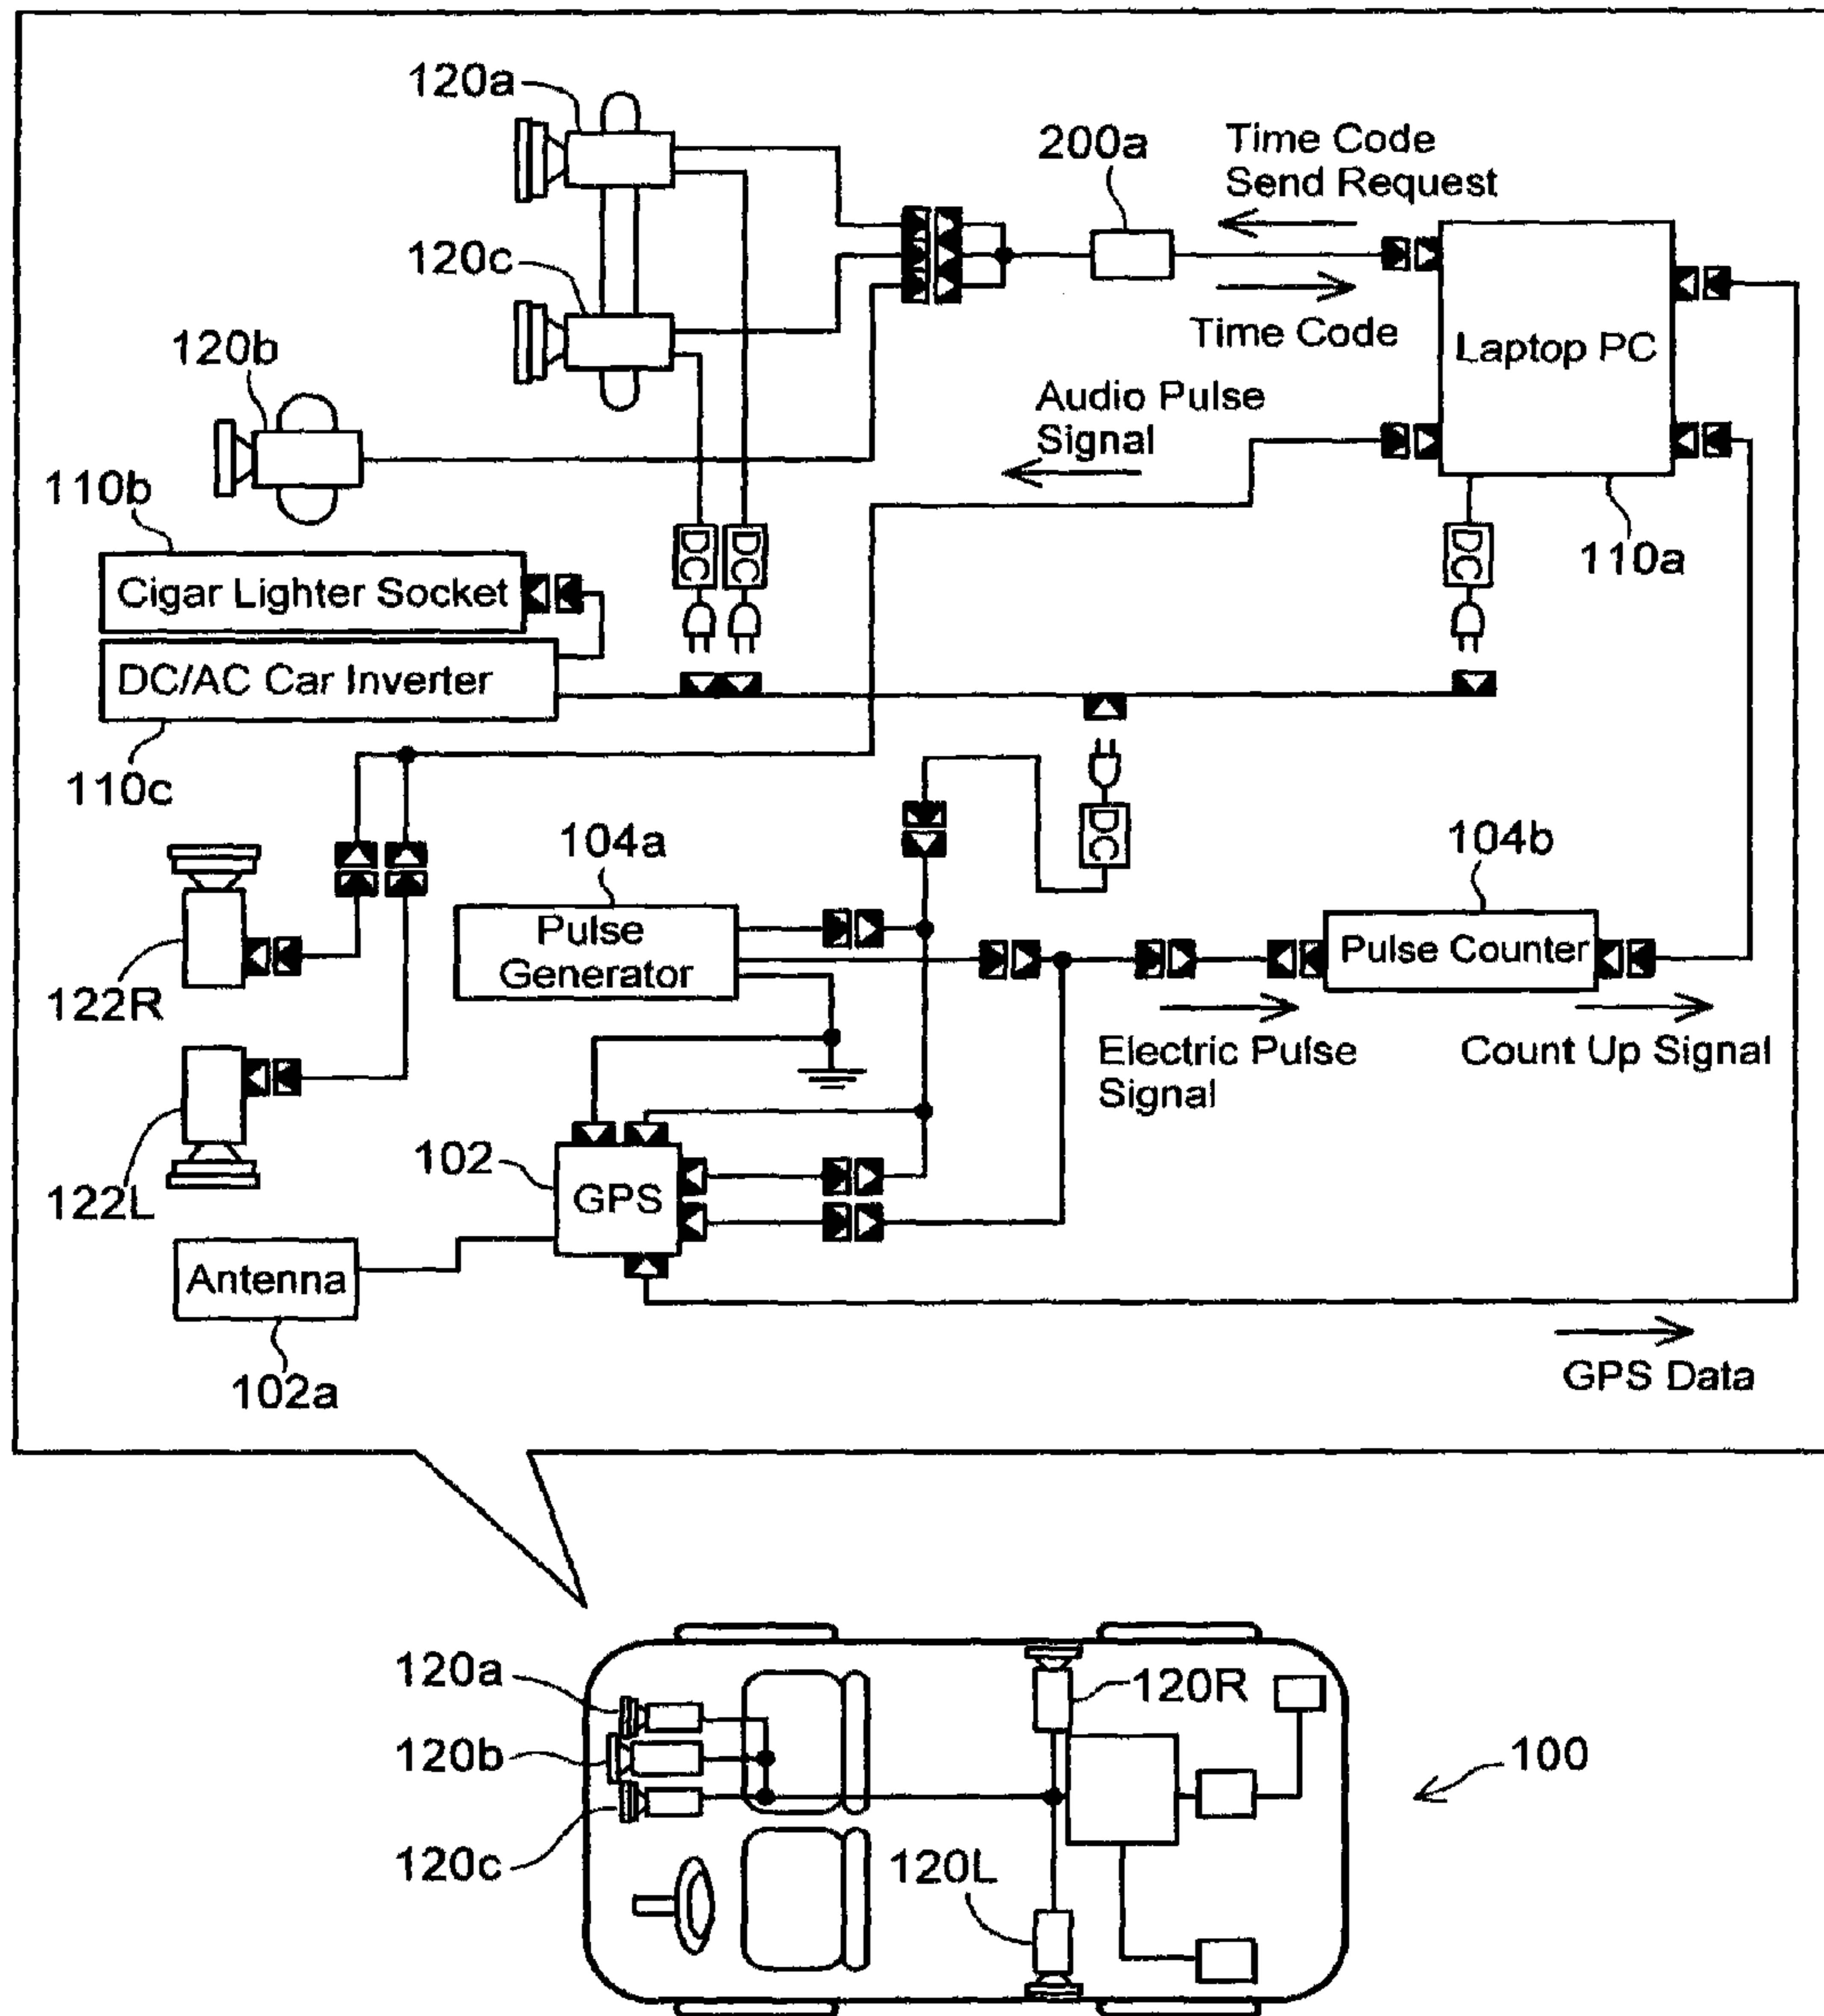 120a
200a
Time Code
Send Request
120c
120b
Time Code
Laptop PC
Audio Pulse
Signal
110b
DC
DC
DC
110a
Cigar Lighter Socket
DC/AC Car Inverter
110c
DC
104a
104b
Pulse
Generator
Pulse Counter
122R
Electric Pulse
Signal
Count Up Signal
102
GPS
122L
Antenna
102a
GPS Data
120a
120R
120b
100
120c
120L